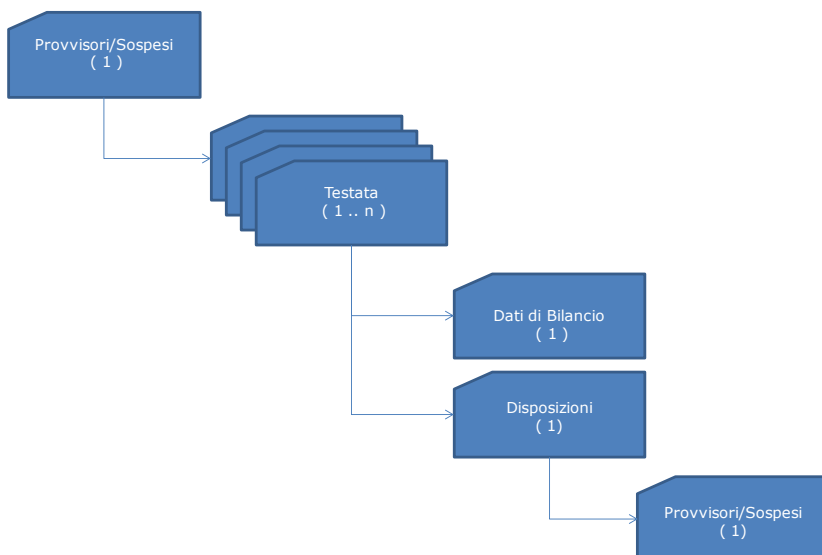 Provvisori/Sospesi
( 1 )
Testata
( 1 .. n )
Dati di Bilancio
( 1 )
Disposizioni
( 1)
Provvisori/Sospesi
( 1)